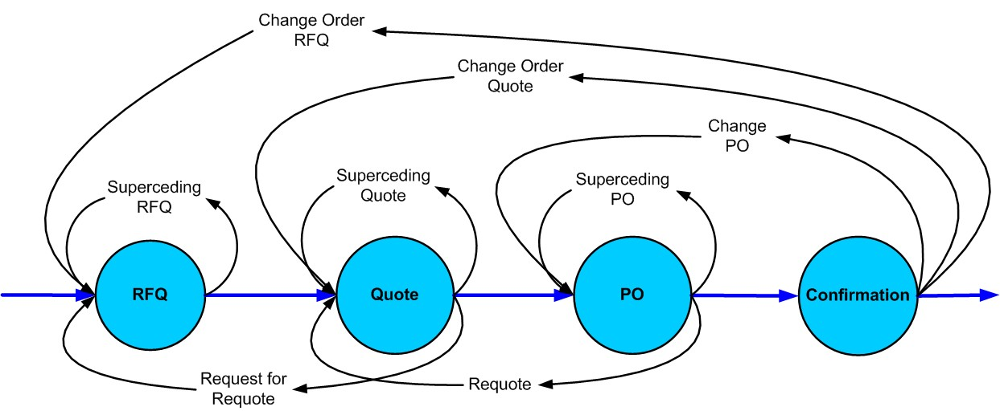 Change Order
RFQ
Change Order
Quote
Change
PO
Superceding
RFQ
Superceding
Quote
Superceding
PO
RFQ
Quote
PO
Confirmation
Request for
Requote
Requote